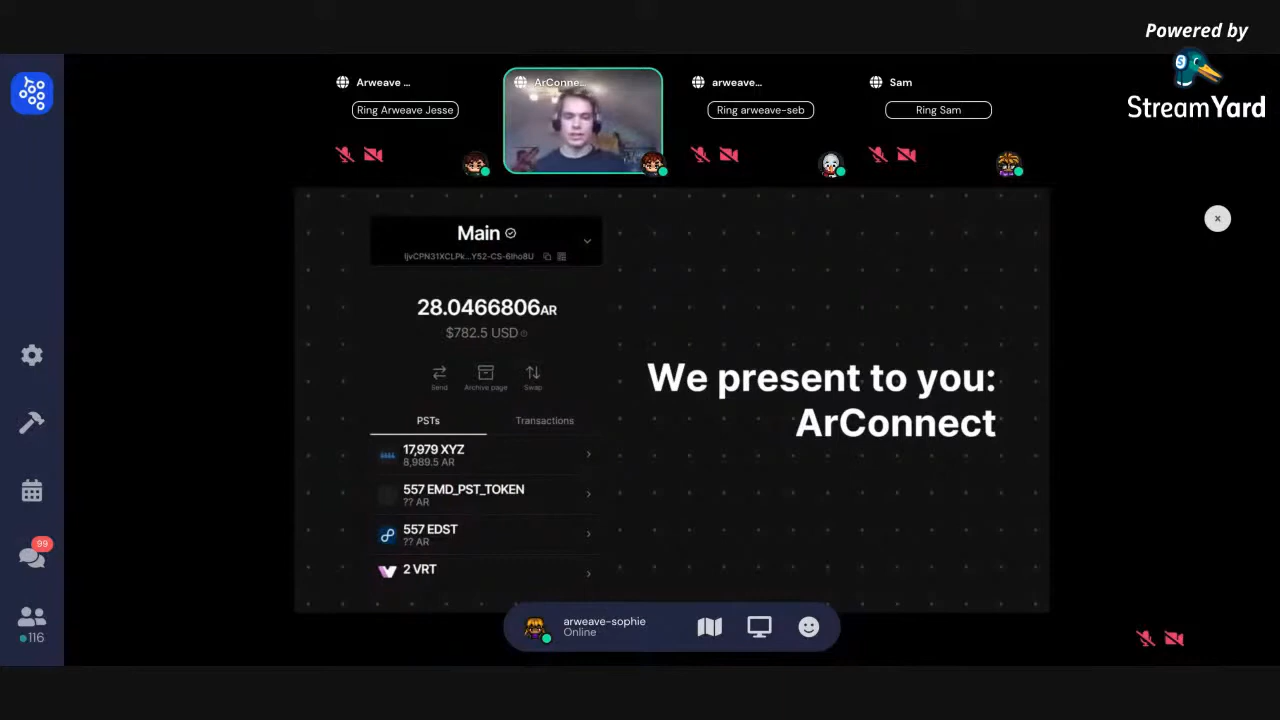 Powered by
StreamYard
Arweave ...
ArConne...
arweave...
Sam
Ring Arweave Jesse
Ring arweave-seb
Ring Sam
Main
28.0466806AR
$782.5 USD
Send
Archive page
Swap
PSTs
Transactions
17,979 XYZ
8,989.5 AR
557 EMD_PST_TOKEN
?? AR
557 EDST
?? AR
2 VRT
We present to you:
ArConnect
99
116
arweave-sophie
Online